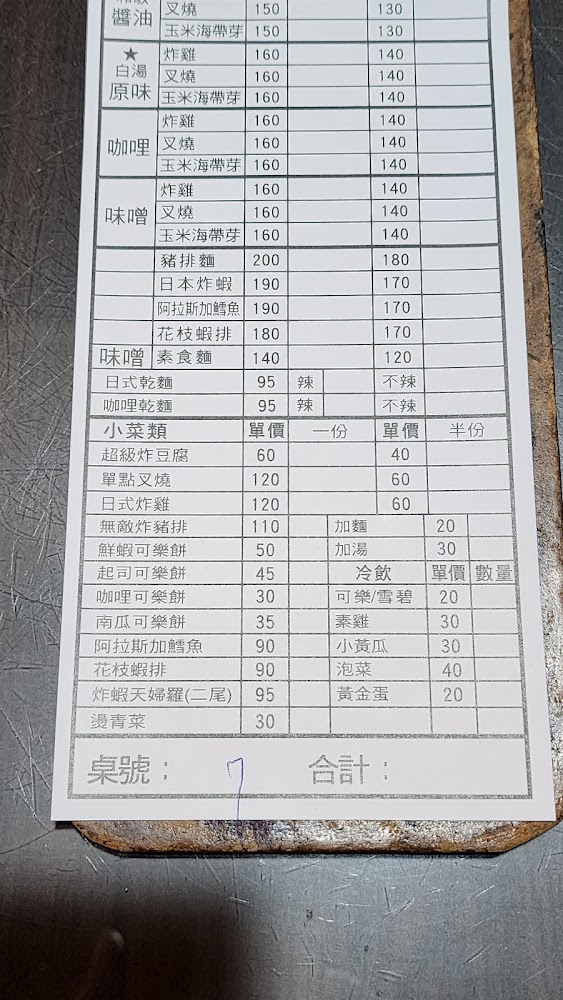 醬油 叉燒 150 130
玉米海帶芽 150 130
★ 白湯 原味 炸雞 160 140
叉燒 160 140
玉米海帶芽 160 140
咖哩 炸雞 160 140
叉燒 160 140
玉米海帶芽 160 140
味噌 炸雞 160 140
叉燒 160 140
玉米海帶芽 160 140
豬排麵 200 180
日本炸蝦 190 170
阿拉斯加鱈魚 190 170
花枝蝦排 180 170
味噌 素食麵 140 120
日式乾麵 95 辣 不辣
咖哩乾麵 95 辣 不辣
小菜類 單價 一份 單價 半份
超級炸豆腐 60 40
單點叉燒 120 60
日式炸雞 120 60
無敵炸豬排 110 加麵 20
鮮蝦可樂餅 50 加湯 30
起司可樂餅 45 冷飲 單價 數量
咖哩可樂餅 30 可樂/雪碧 20
南瓜可樂餅 35 素雞 30
阿拉斯加鱈魚 90 小黃瓜 30
花枝蝦排 90 泡菜 40
炸蝦天婦羅(二尾) 95 黃金蛋 20
燙青菜 30
桌號： 7 合計：